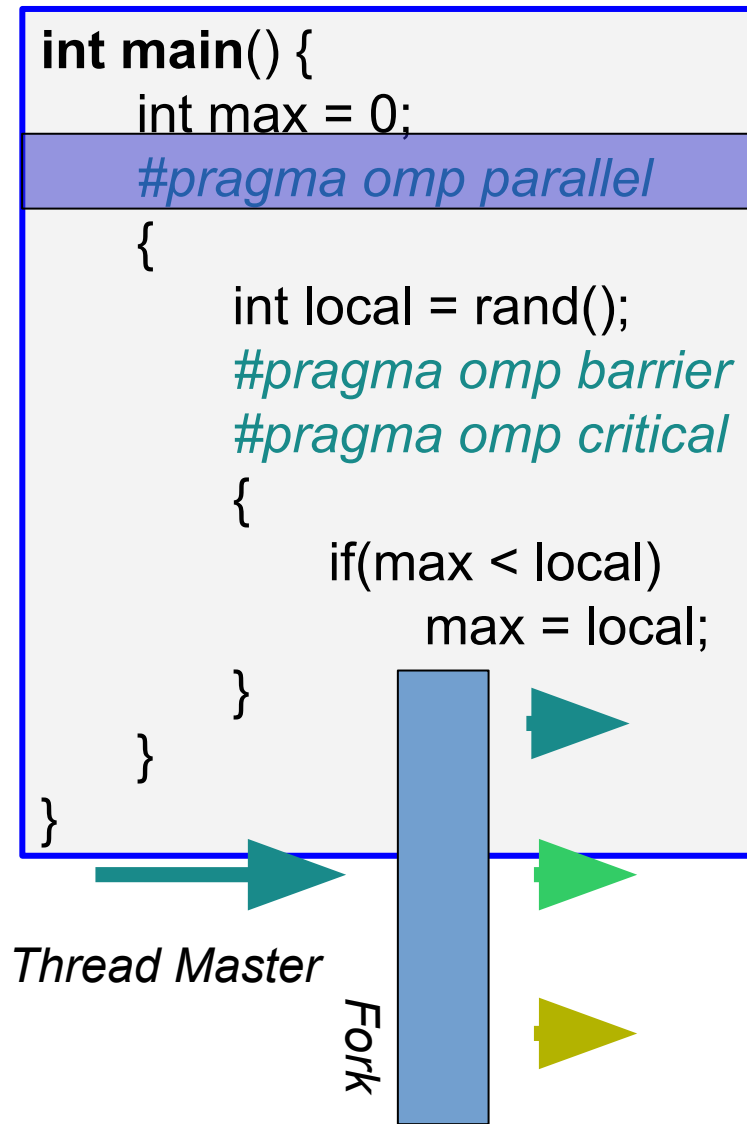 int main() {
int max = 0;
#pragma omp parallel
{
int local = rand();
#pragma omp barrier
#pragma omp critical
{
if(max < local)
max = local;
}
}
}
Thread Master
Fork